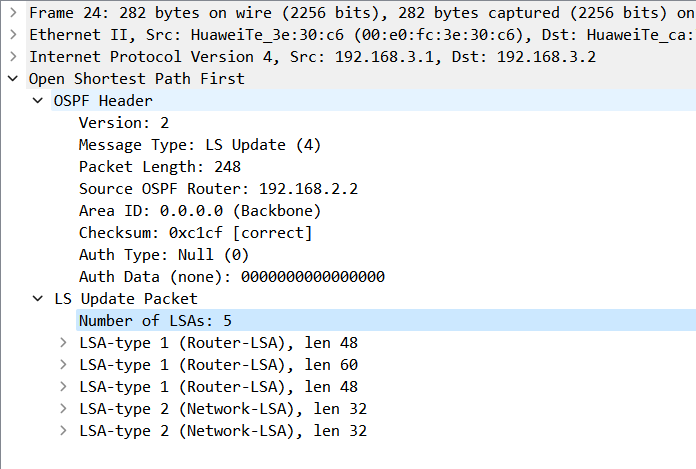 Frame 24: 282 bytes on wire (2256 bits), 282 bytes captured (2256 bits) on
Ethernet II, Src: HuaweiTe_3e:30:c6 (00:e0:fc:3e:30:c6), Dst: HuaweiTe_ca:
Internet Protocol Version 4, Src: 192.168.3.1, Dst: 192.168.3.2
Open Shortest Path First
OSPF Header
Version: 2
Message Type: LS Update (4)
Packet Length: 248
Source OSPF Router: 192.168.2.2
Area ID: 0.0.0.0 (Backbone)
Checksum: 0xc1cf [correct]
Auth Type: Null (0)
Auth Data (none): 0000000000000000
LS Update Packet
Number of LSAs: 5
LSA-type 1 (Router-LSA), len 48
LSA-type 1 (Router-LSA), len 60
LSA-type 1 (Router-LSA), len 48
LSA-type 2 (Network-LSA), len 32
LSA-type 2 (Network-LSA), len 32